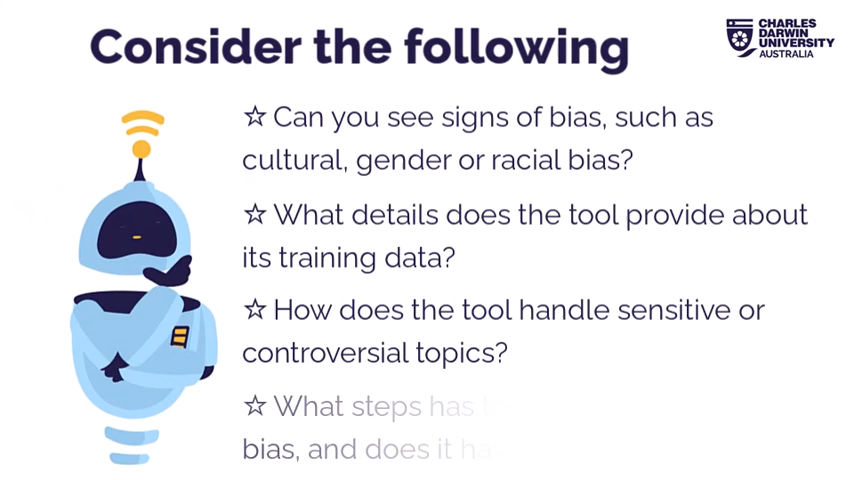 Consider the following
CHARLES
DARWIN
UNIVERSITY
AUSTRALIA
☆ Can you see signs of bias, such as
cultural, gender or racial bias?
☆ What details does the tool provide about
its training data?
☆ How does the tool handle sensitive or
controversial topics?
☆ What steps has
bias, and does it